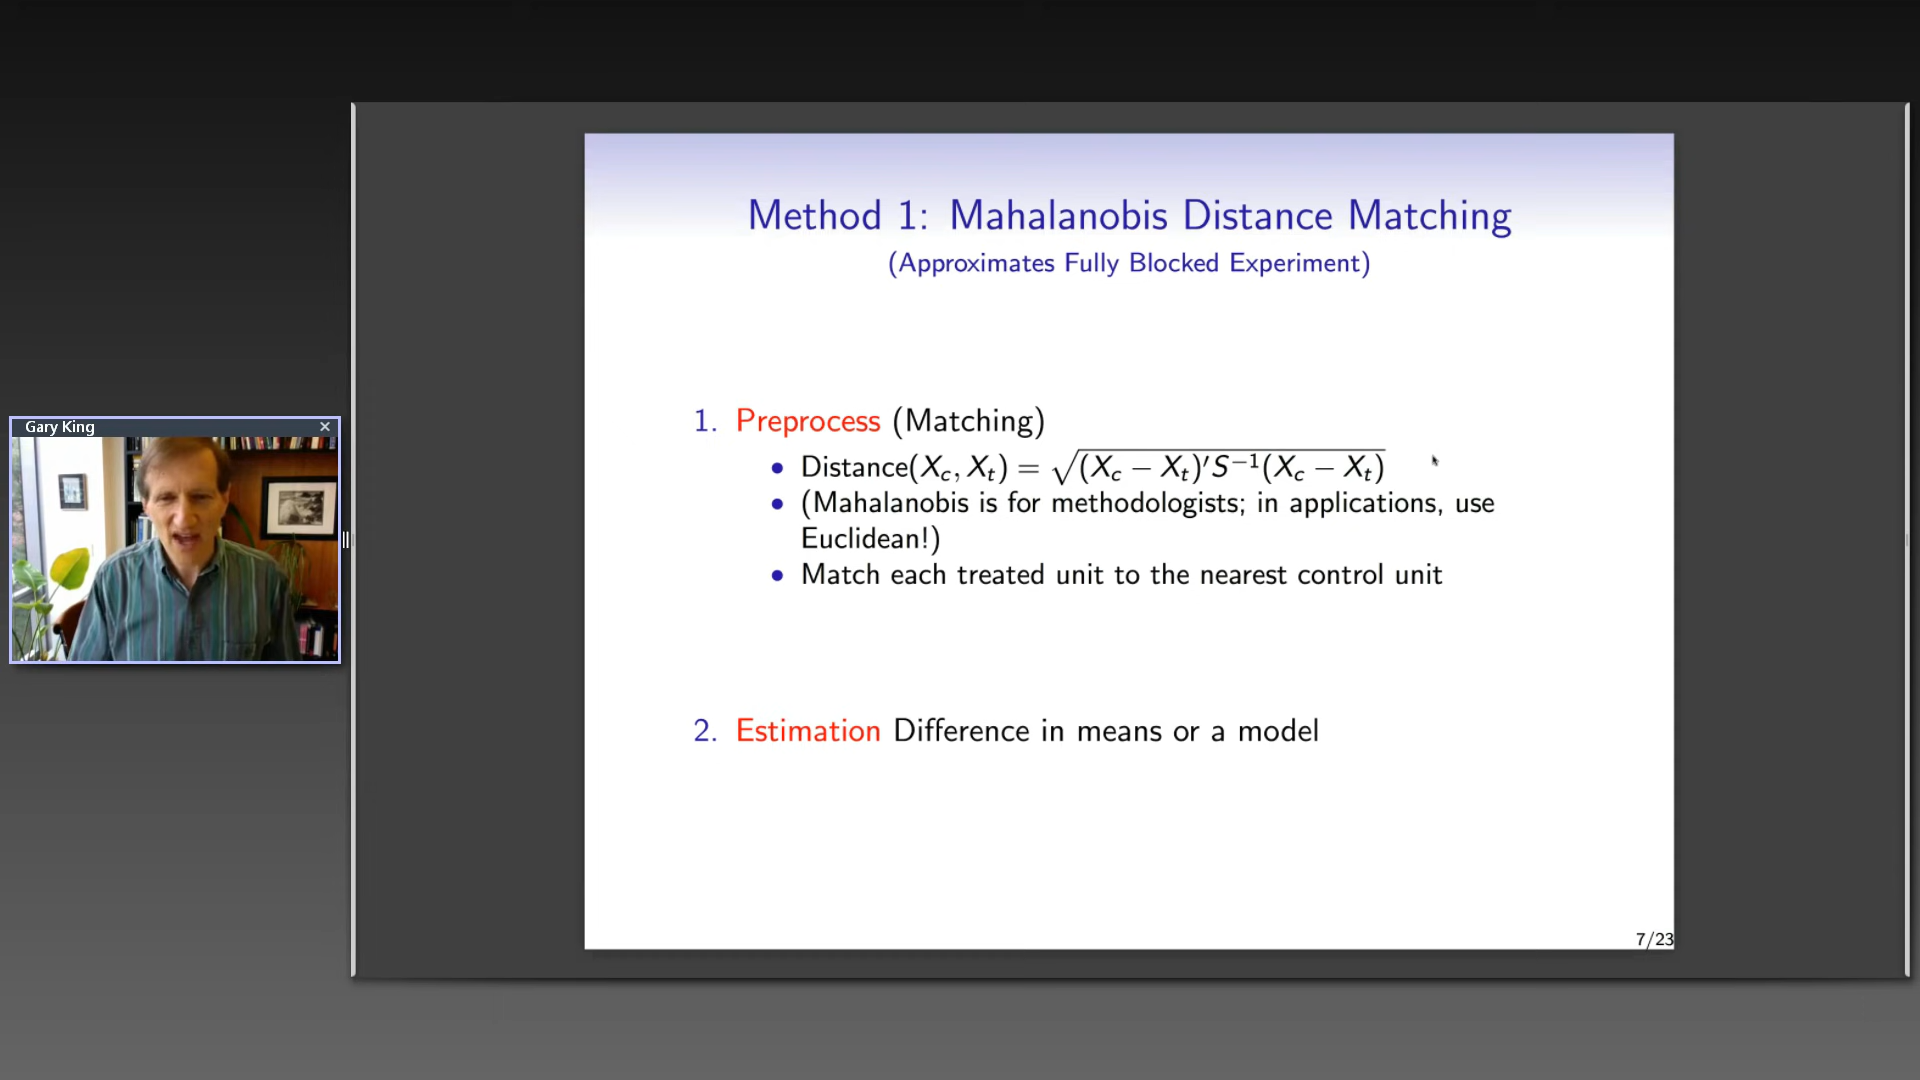 Method 1: Mahalanobis Distance Matching
(Approximates Fully Blocked Experiment)
Gary King
1. Preprocess (Matching)
• Distance(X_c, X_t) = √(X_c − X_t)′S⁻¹(X_c − X_t)
• (Mahalanobis is for methodologists; in applications, use
Euclidean!)
• Match each treated unit to the nearest control unit
2. Estimation Difference in means or a model
7/23